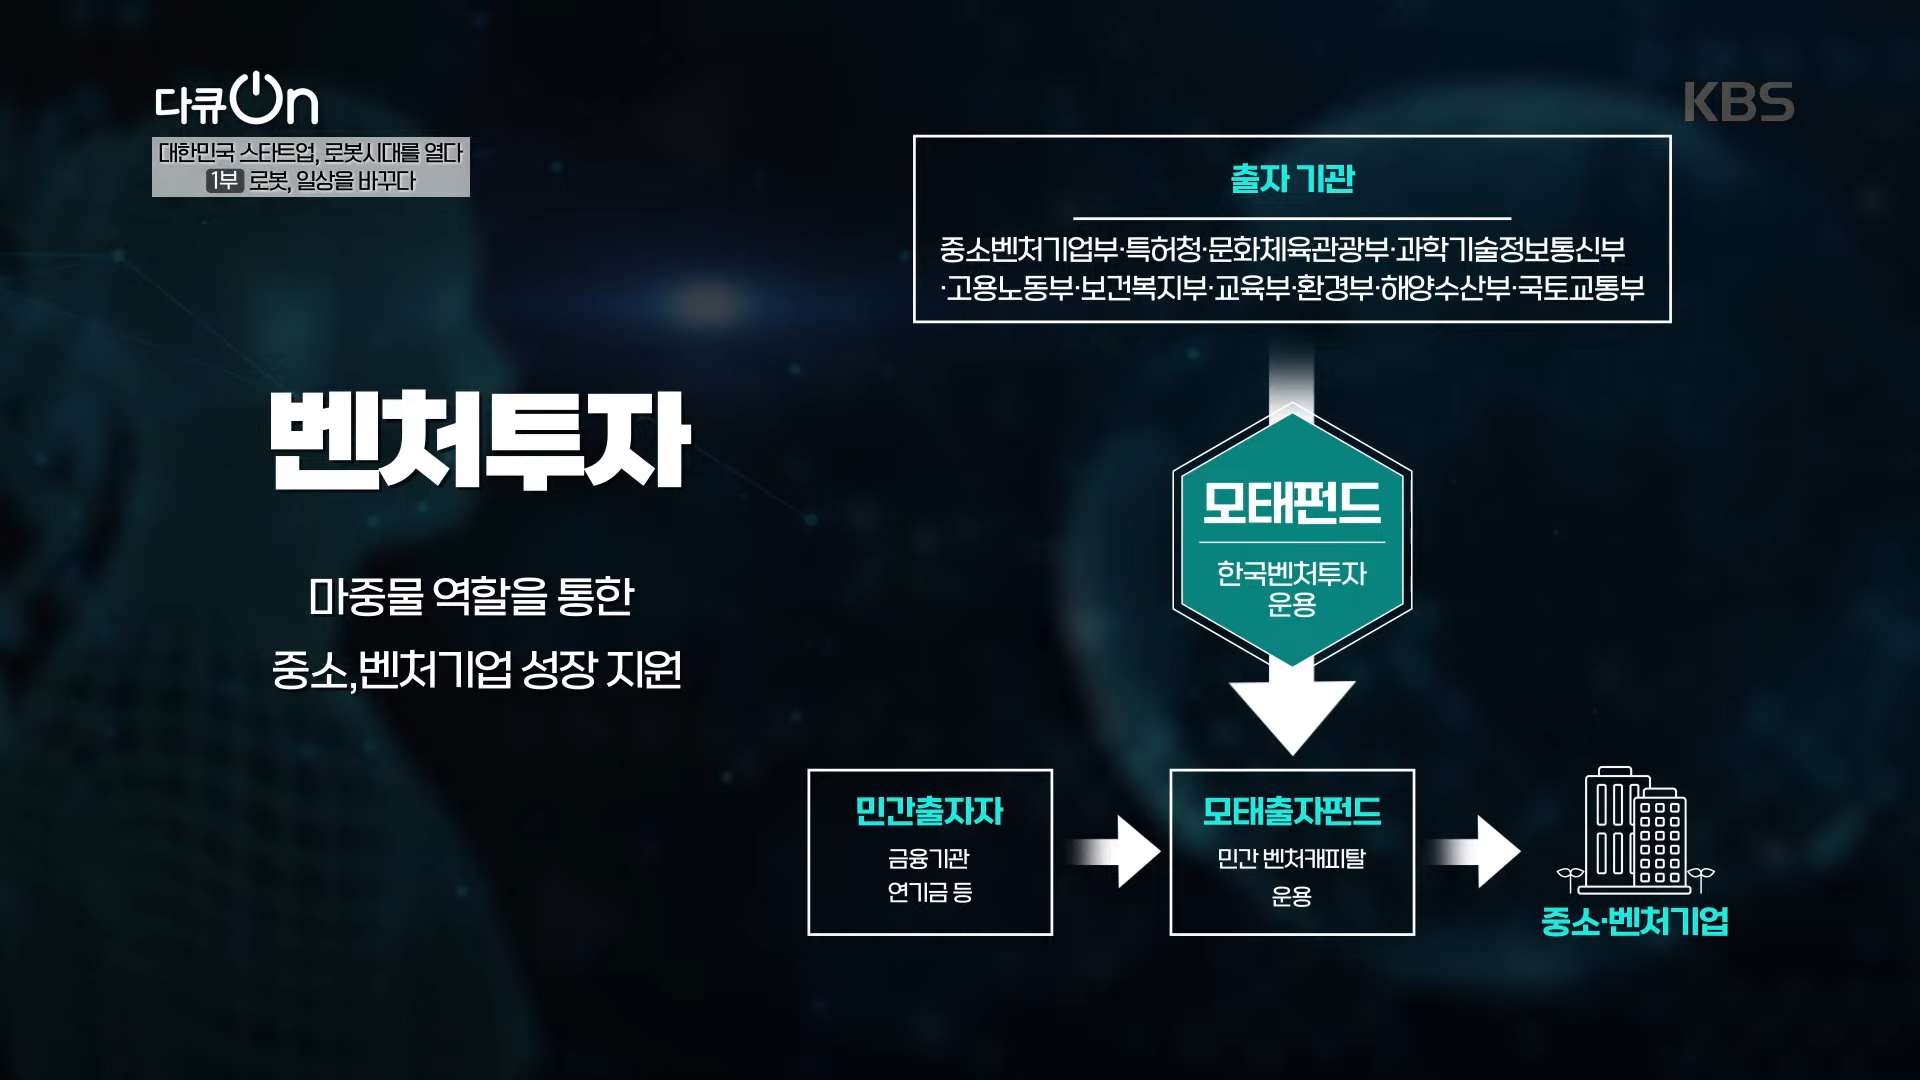 다큐On
대한민국 스타트업, 로봇시대를 열다
1부 로봇, 일상을 바꾸다
KBS
벤처투자
마중물 역할을 통한
중소,벤처기업 성장 지원
출자 기관
중소벤처기업부·특허청·문화체육관광부·과학기술정보통신부
·고용노동부·보건복지부·교육부·환경부·해양수산부·국토교통부
모태펀드
한국벤처투자
운용
민간출자자
금융기관
연기금 등
모태출자펀드
민간 벤처캐피탈
운용
중소·벤처기업